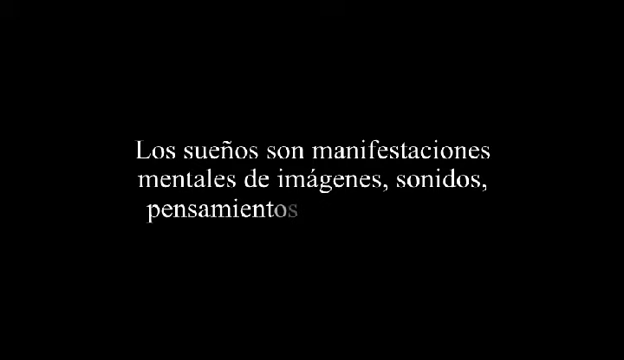 Los sueños son manifestaciones
mentales de imágenes, sonidos,
pensamientos